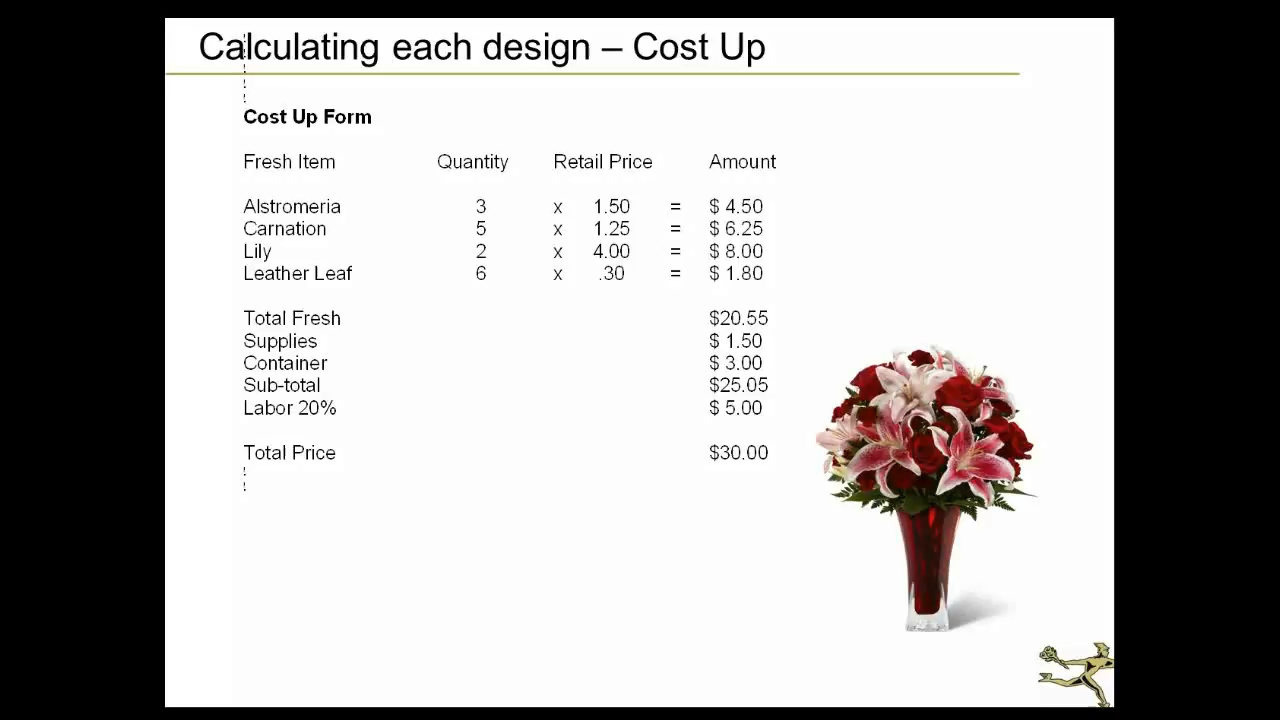 Calculating each design – Cost Up
Cost Up Form
Fresh Item Quantity Retail Price Amount
Alstromeria 3 x 1.50 = $ 4.50
Carnation 5 x 1.25 = $ 6.25
Lily 2 x 4.00 = $ 8.00
Leather Leaf 6 x .30 = $ 1.80
Total Fresh $20.55
Supplies $ 1.50
Container $ 3.00
Sub-total $25.05
Labor 20% $ 5.00
Total Price $30.00